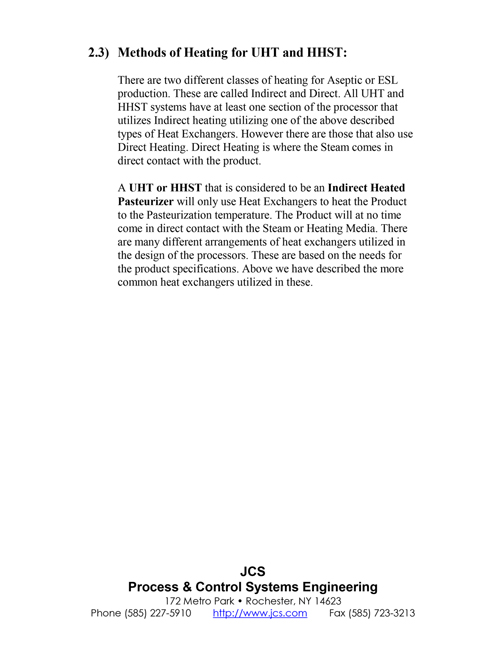 2.3) Methods of Heating for UHT and HHST:
There are two different classes of heating for Aseptic or ESL
production. These are called Indirect and Direct. All UHT and
HHST systems have at least one section of the processor that
utilizes Indirect heating utilizing one of the above described
types of Heat Exchangers. However there are those that also use
Direct Heating. Direct Heating is where the Steam comes in
direct contact with the product.
A UHT or HHST that is considered to be an Indirect Heated
Pasteurizer will only use Heat Exchangers to heat the Product
to the Pasteurization temperature. The Product will at no time
come in direct contact with the Steam or Heating Media. There
are many different arrangements of heat exchangers utilized in
the design of the processors. These are based on the needs for
the product specifications. Above we have described the more
common heat exchangers utilized in these.
JCS
Process & Control Systems Engineering
172 Metro Park • Rochester, NY 14623
Phone (585) 227-5910 http://www.jcs.com Fax (585) 723-3213